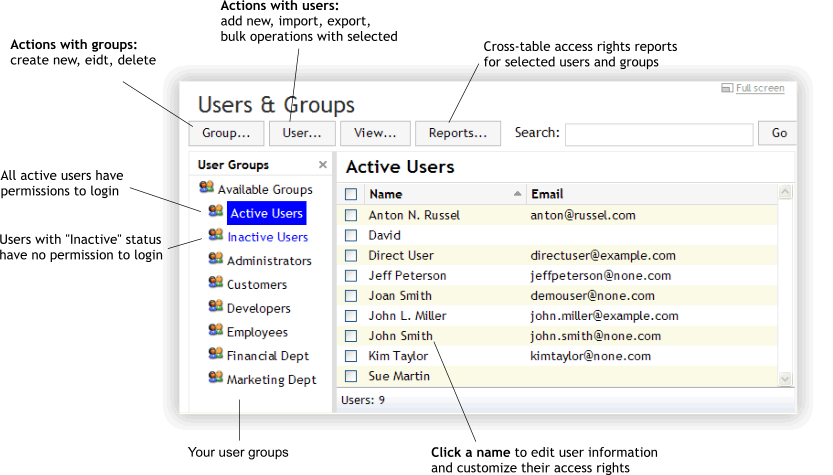 Actions with users:
add new, import, export,
bulk operations with selected
Actions with groups:
create new, eidt, delete
Cross-table access rights reports
for selected users and groups
Full screen
Users & Groups
Group...
User...
View...
Reports...
Search:
Go
User Groups
×
Active Users
All active users have
permissions to login
Users with "Inactive" status
have no permission to login
Available Groups
Active Users
Inactive Users
Administrators
Customers
Developers
Employees
Financial Dept
Marketing Dept
Name Email
Anton N. Russel anton@russel.com
David
Direct User directuser@example.com
Jeff Peterson jeffpeterson@none.com
Joan Smith demouser@none.com
John L. Miller john.miller@example.com
John Smith john.smith@none.com
Kim Taylor kimtaylor@none.com
Sue Martin
Users: 9
Your user groups
Click a name to edit user information
and customize their access rights